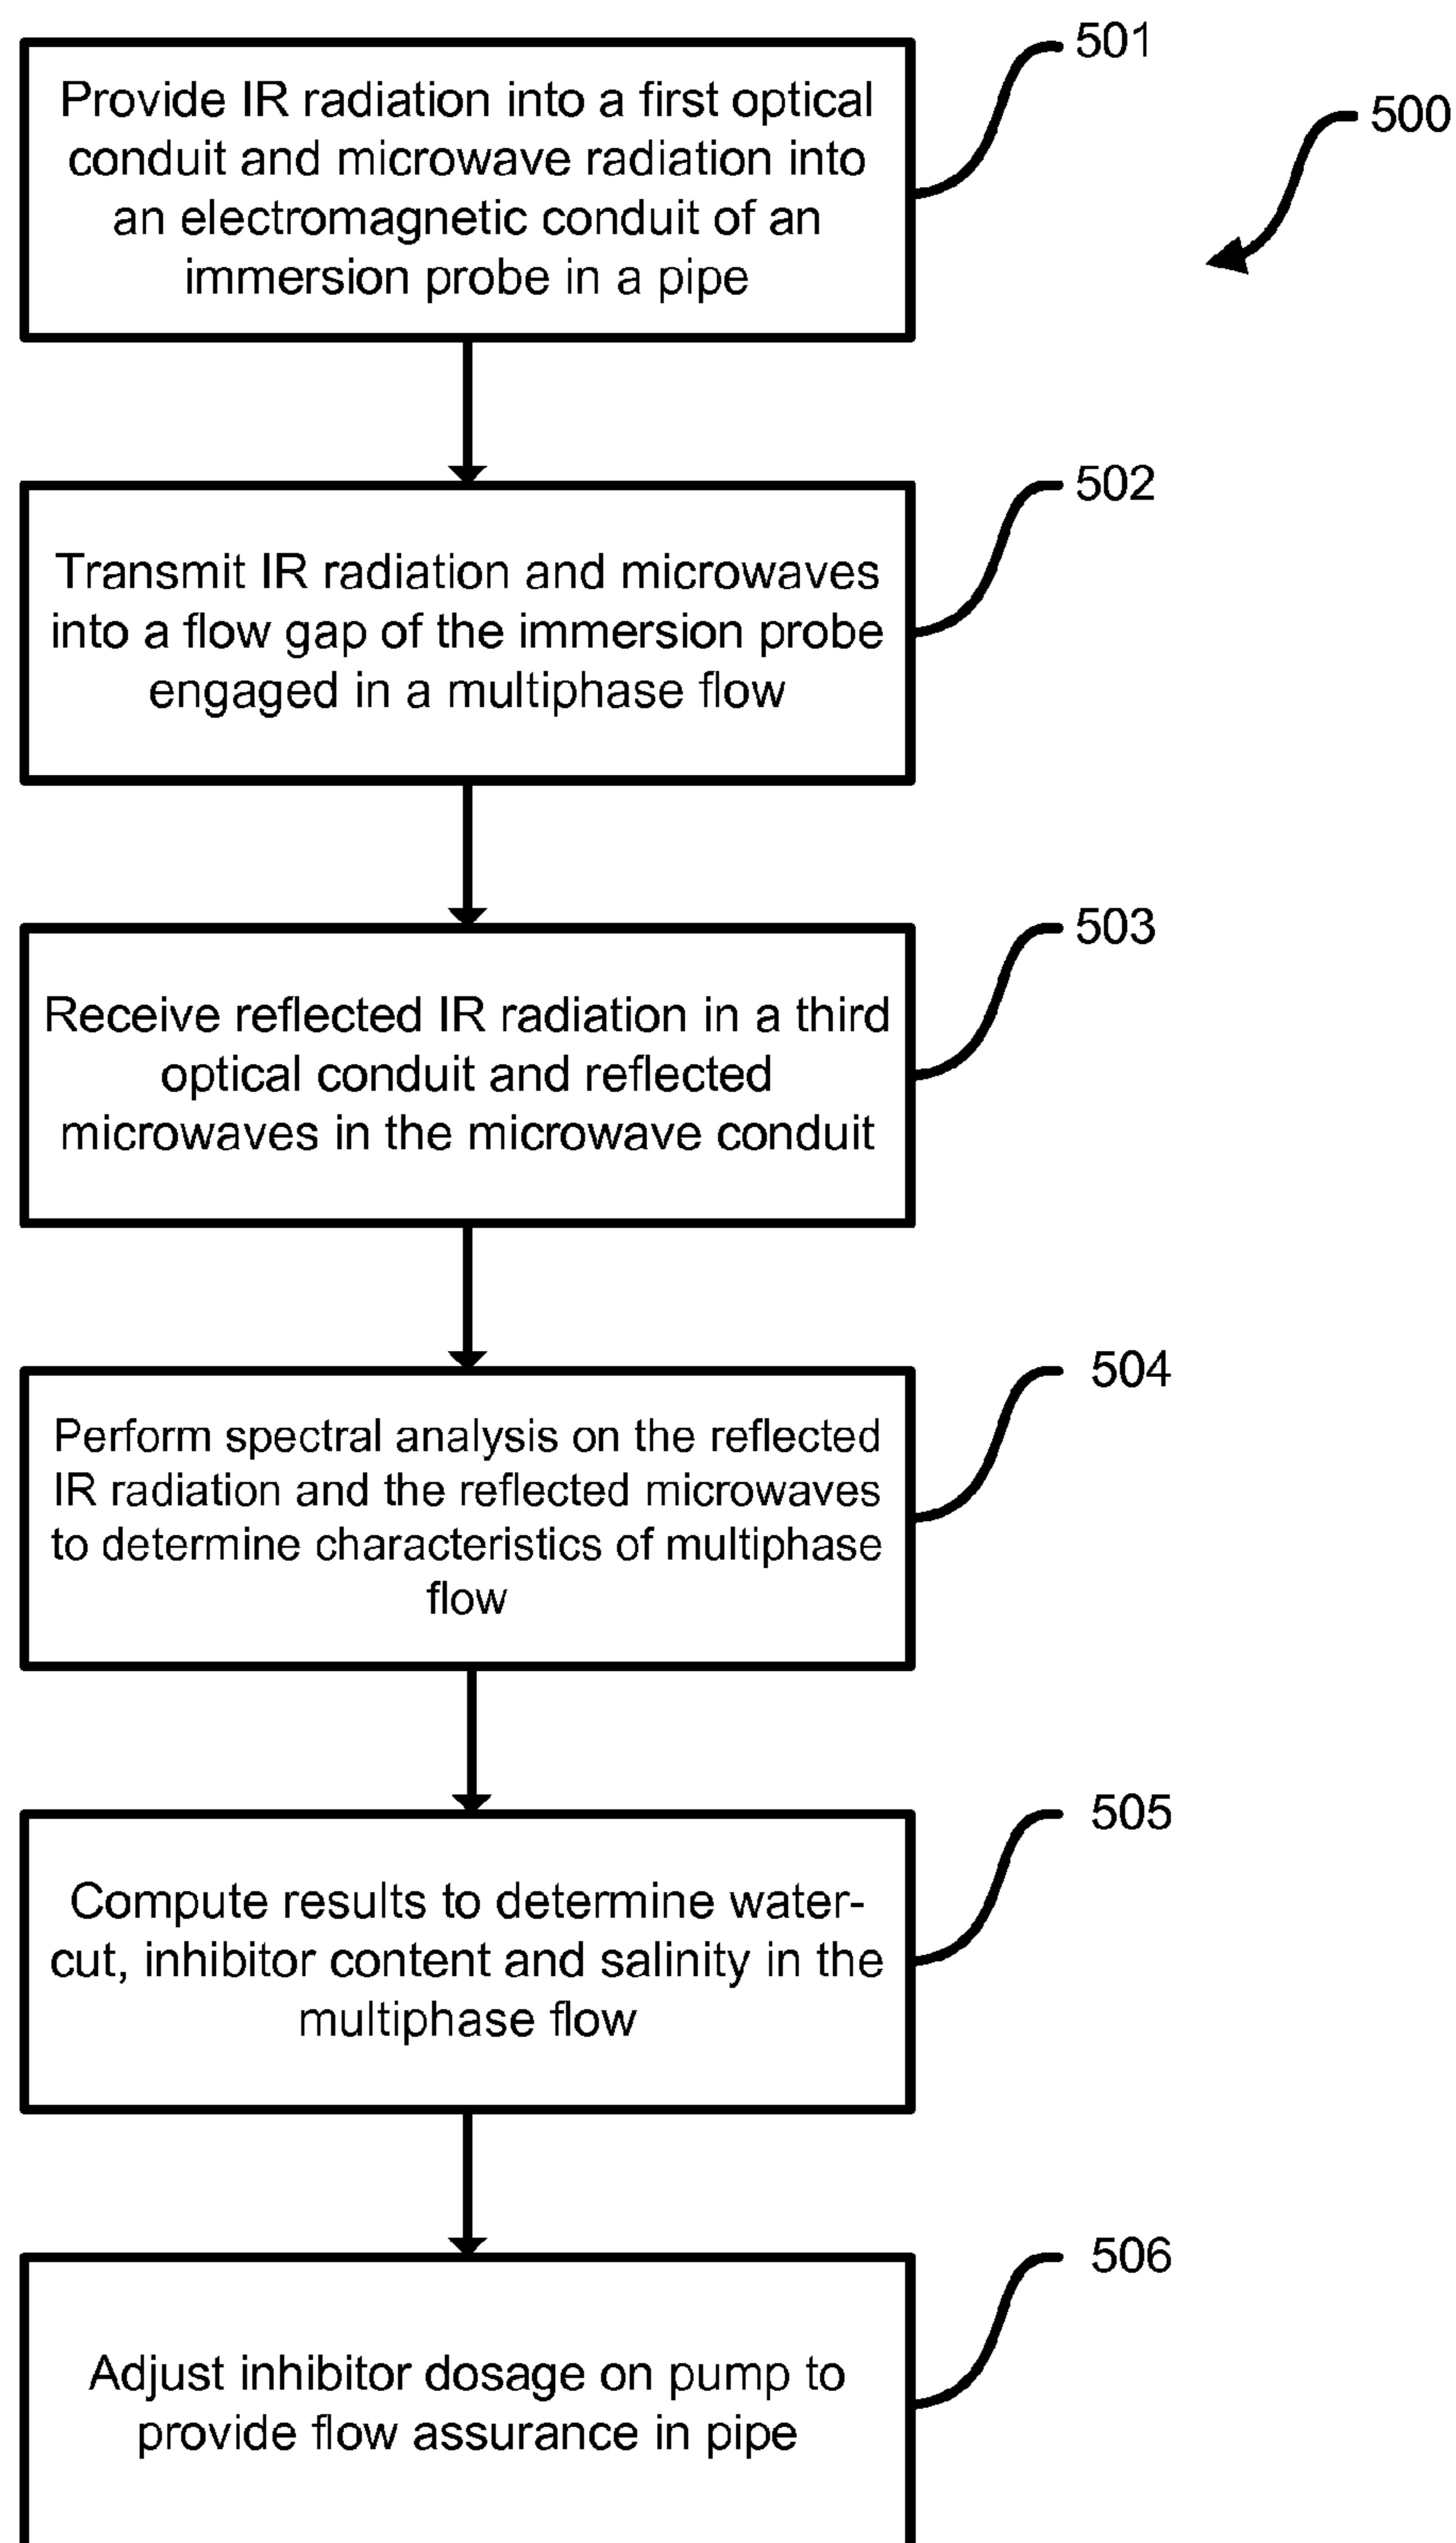 501
500
Provide IR radiation into a first optical
conduit and microwave radiation into
an electromagnetic conduit of an
immersion probe in a pipe
502
Transmit IR radiation and microwaves
into a flow gap of the immersion probe
engaged in a multiphase flow
503
Receive reflected IR radiation in a third
optical conduit and reflected
microwaves in the microwave conduit
504
Perform spectral analysis on the reflected
IR radiation and the reflected microwaves
to determine characteristics of multiphase
flow
505
Compute results to determine water-
cut, inhibitor content and salinity in the
multiphase flow
506
Adjust inhibitor dosage on pump to
provide flow assurance in pipe